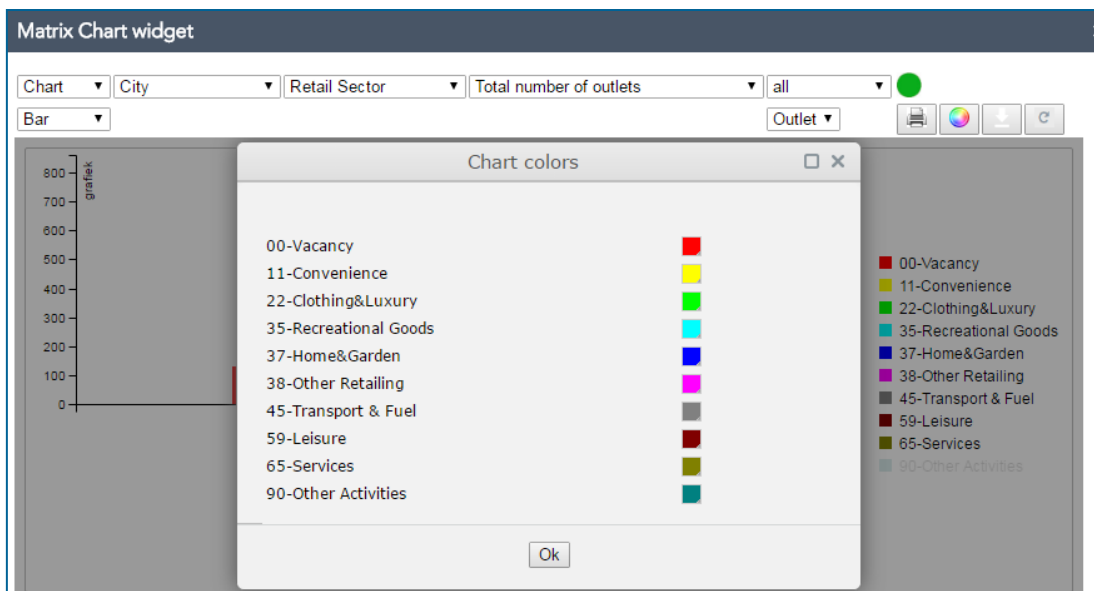 Matrix Chart widget
Chart City Retail Sector Total number of outlets all
Bar Outlet
Chart colors
800
grafiek
700
600
500
400
300
200
100
0
00-Vacancy
11-Convenience
22-Clothing&Luxury
35-Recreational Goods
37-Home&Garden
38-Other Retailing
45-Transport & Fuel
59-Leisure
65-Services
90-Other Activities
Ok
00-Vacancy
11-Convenience
22-Clothing&Luxury
35-Recreational Goods
37-Home&Garden
38-Other Retailing
45-Transport & Fuel
59-Leisure
65-Services
90-Other Activities